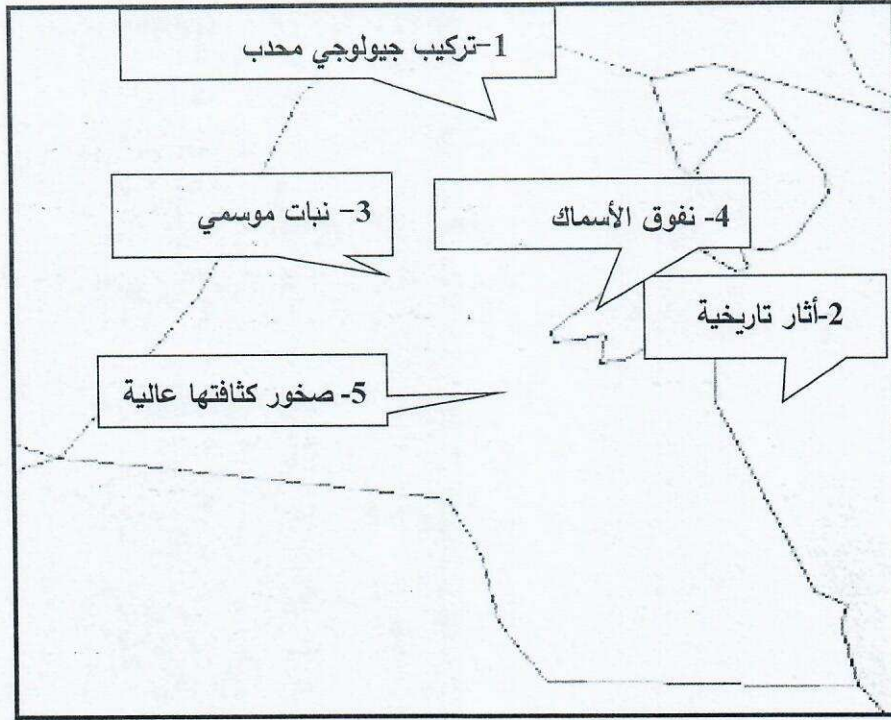 1-تركيب جيولوجي محدب
3- نبات موسمي
4- نفوق الأسماك
2-أثار تاريخية
5- صخور كثافتها عالية